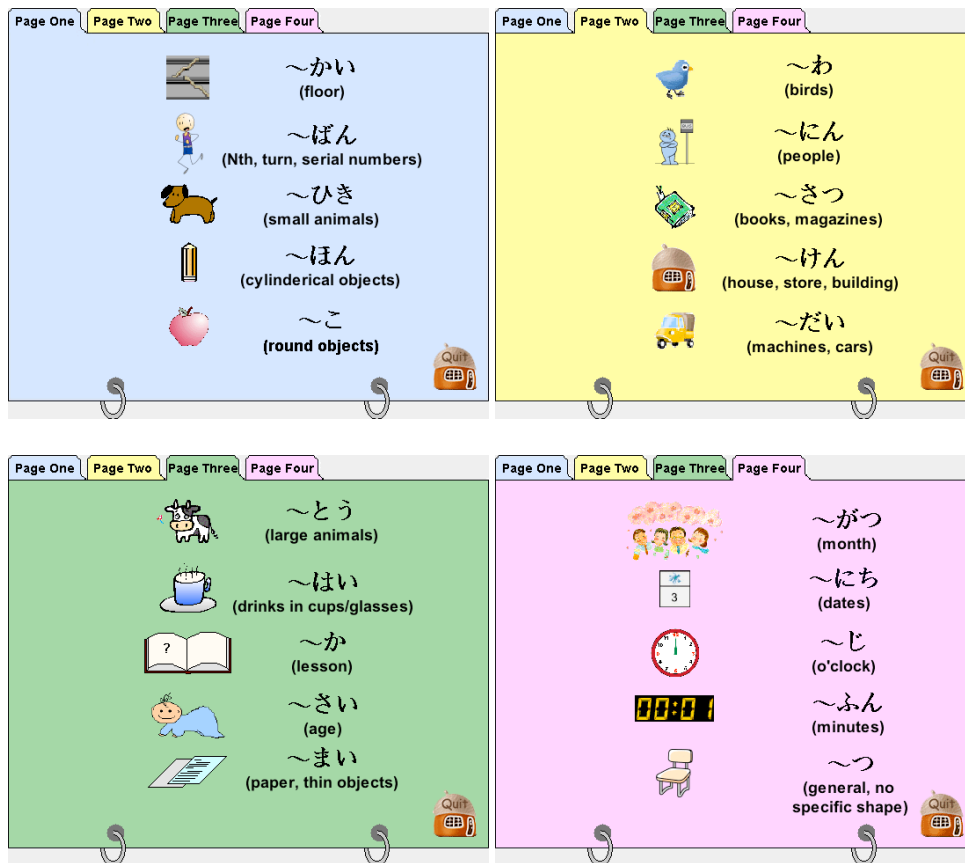 Page One
Page Two
Page Three
Page Four
～かい
(floor)
～ばん
(Nth, turn, serial numbers)
～ひき
(small animals)
～ほん
(cylinderical objects)
～こ
(round objects)
Quit
Page One
Page Two
Page Three
Page Four
～わ
(birds)
～にん
(people)
～さつ
(books, magazines)
～けん
(house, store, building)
～だい
(machines, cars)
Quit
Page One
Page Two
Page Three
Page Four
～とう
(large animals)
～はい
(drinks in cups/glasses)
?
～か
(lesson)
～さい
(age)
～まい
(paper, thin objects)
Quit
Page One
Page Two
Page Three
Page Four
～がつ
(month)
3
～にち
(dates)
～じ
(o'clock)
00:01
～ふん
(minutes)
～つ
(general, no
specific shape)
Quit